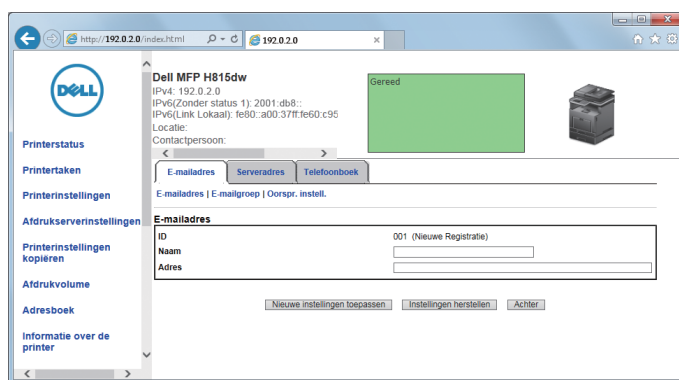 http://192.0.2.0/index.html
192.0.2.0
DELL
Dell MFP H815dw
IPv4: 192.0.2.0
IPv6(Zonder status 1): 2001:db8::
IPv6(Link Lokaal): fe80::a00:37ff:fe60:c95
Locatie:
Contactpersoon:
Gereed
Printerstatus
Printertaken
Printerinstellingen
Afdrukserverinstellingen
Printerinstellingen
kopiëren
Afdrukvolume
Adresboek
Informatie over de
printer
E-mailadres Serveradres Telefoonboek
E-mailadres | E-mailgroep | Oorspr. instell.
E-mailadres
ID 001 (Nieuwe Registratie)
Naam
Adres
Nieuwe instellingen toepassen Instellingen herstellen Achter